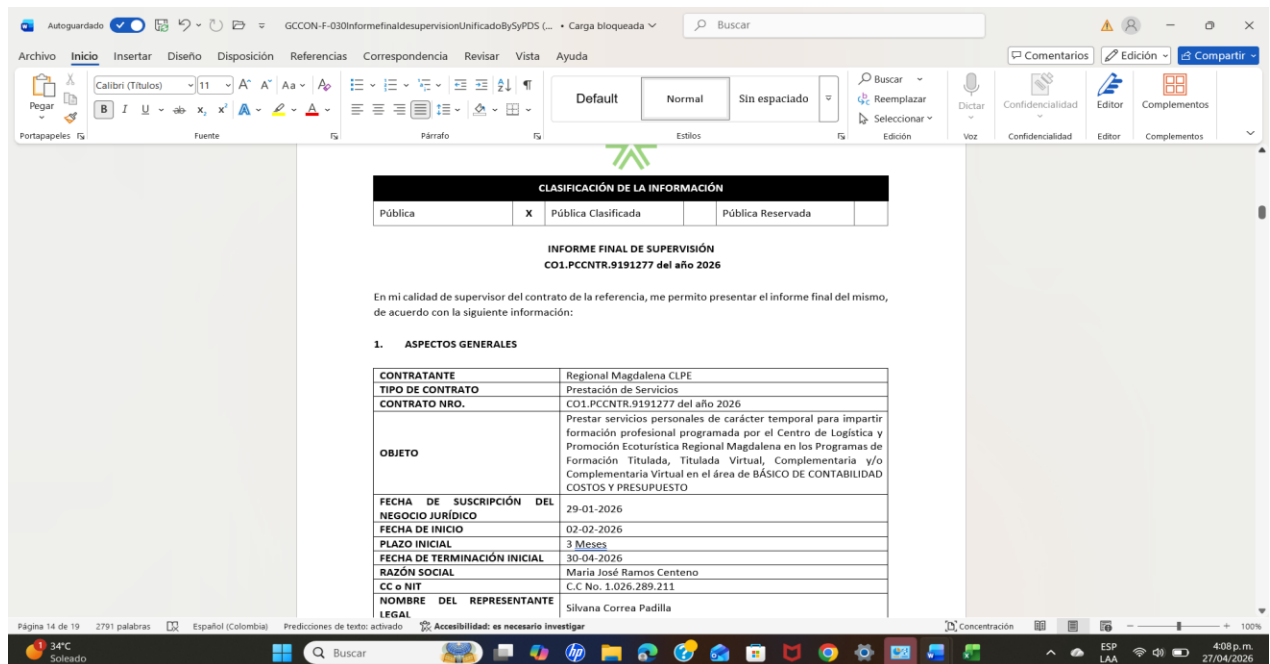 Autoguardado
GCCON-F-030InformefinaldesupervisionUnificadoBySyPDS (... • Carga bloqueada
Buscar
Archivo Inicio Insertar Diseño Disposición Referencias Correspondencia Revisar Vista Ayuda
Comentarios Edición Compartir
Pegar
Calibri (Títulos) 11
Default Normal Sin espaciado
Buscar
Reemplazar
Seleccionar
Dictar Confidencialidad Editor Complementos
Portapapeles Fuente Párrafo Estilos Edición Voz Confidencialidad Editor Complementos
CLASIFICACIÓN DE LA INFORMACIÓN
Pública X Pública Clasificada Pública Reservada
INFORME FINAL DE SUPERVISIÓN
CO1.PCCNTR.9191277 del año 2026
En mi calidad de supervisor del contrato de la referencia, me permito presentar el informe final del mismo,
de acuerdo con la siguiente información:
1. ASPECTOS GENERALES
CONTRATANTE Regional Magdalena CLPE
TIPO DE CONTRATO Prestación de Servicios
CONTRATO NRO. CO1.PCCNTR.9191277 del año 2026
OBJETO
Prestar servicios personales de carácter temporal para impartir
formación profesional programada por el Centro de Logística y
Promoción Ecoturística Regional Magdalena en los Programas de
Formación Titulada, Titulada Virtual, Complementaria y/o
Complementaria Virtual en el área de BÁSICO DE CONTABILIDAD
COSTOS Y PRESUPUESTO
FECHA DE SUSCRIPCIÓN DEL
NEGOCIO JURÍDICO
29-01-2026
FECHA DE INICIO 02-02-2026
PLAZO INICIAL 3 Meses
FECHA DE TERMINACIÓN INICIAL 30-04-2026
RAZÓN SOCIAL Maria José Ramos Centeno
CC o NIT C.C No. 1.026.289.211
NOMBRE DEL REPRESENTANTE
LEGAL
Silvana Correa Padilla
Página 14 de 19 2791 palabras Español (Colombia) Predicciones de texto: activado Accesibilidad: es necesario investigar Concentración 100%
34°C
Soleado
Buscar
ESP
LAA
4:08 p.m.
27/04/2026